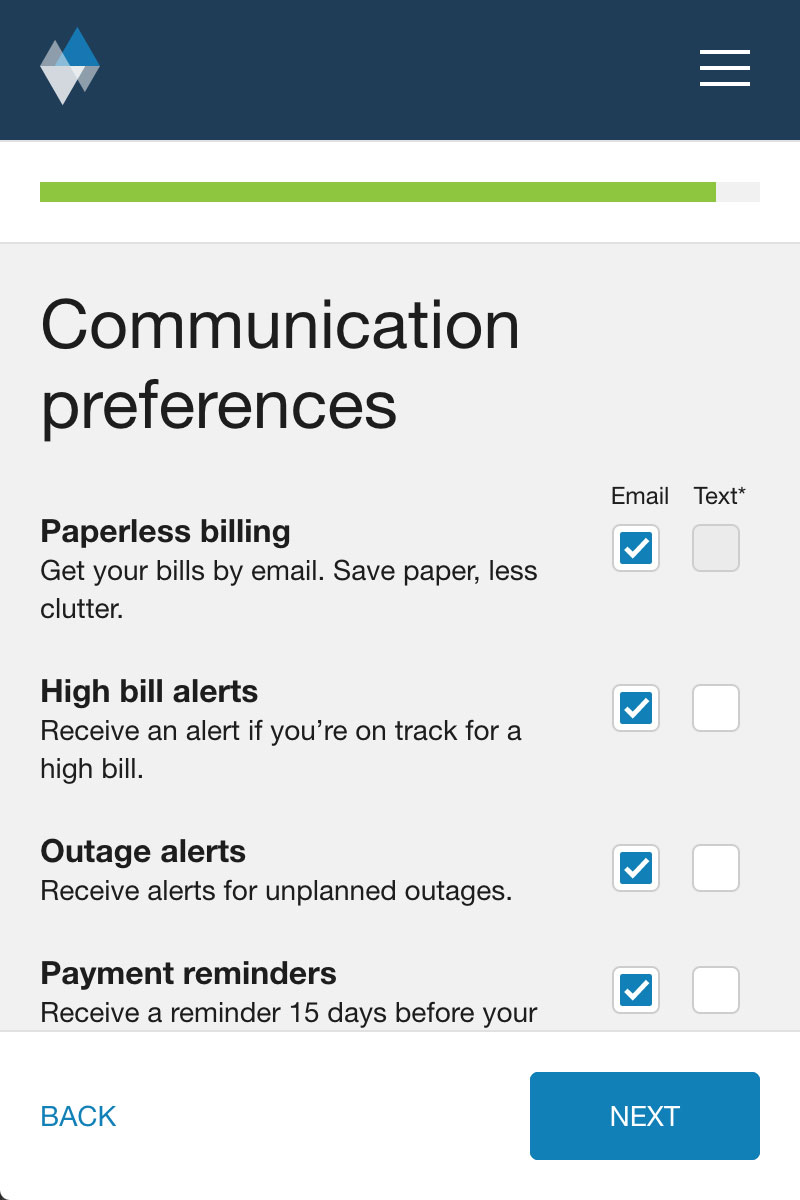 Communication
preferences
Email Text*
Paperless billing
Get your bills by email. Save paper, less
clutter.
High bill alerts
Receive an alert if you’re on track for a
high bill.
Outage alerts
Receive alerts for unplanned outages.
Payment reminders
Receive a reminder 15 days before your
BACK NEXT